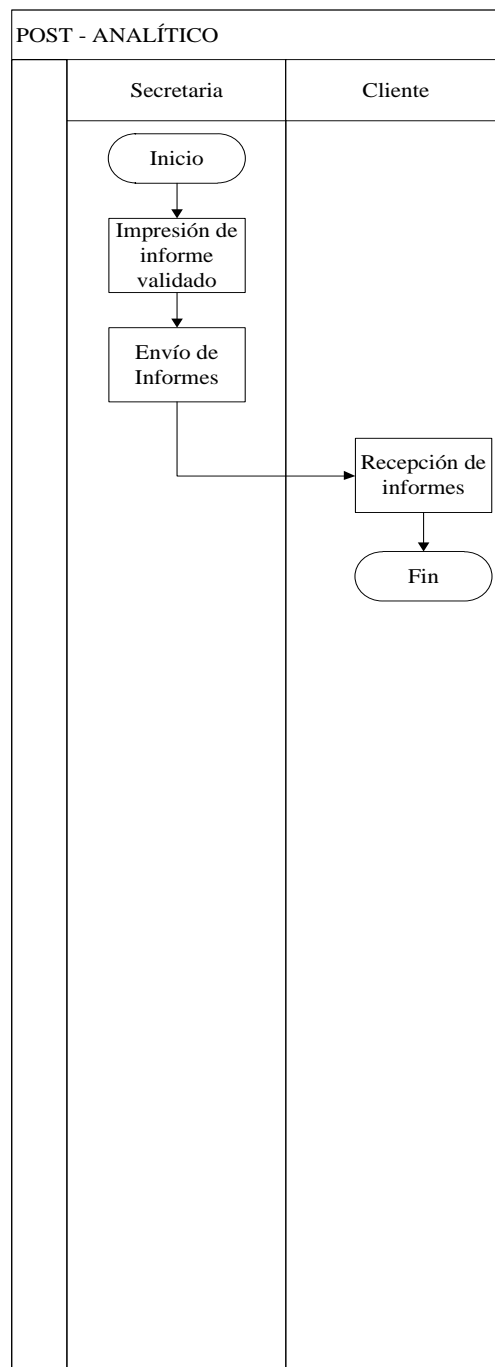 POST - ANALÍTICO
Secretaria
Cliente
Inicio
Impresión de
informe
validado
Envío de
Informes
Recepción de
informes
Fin